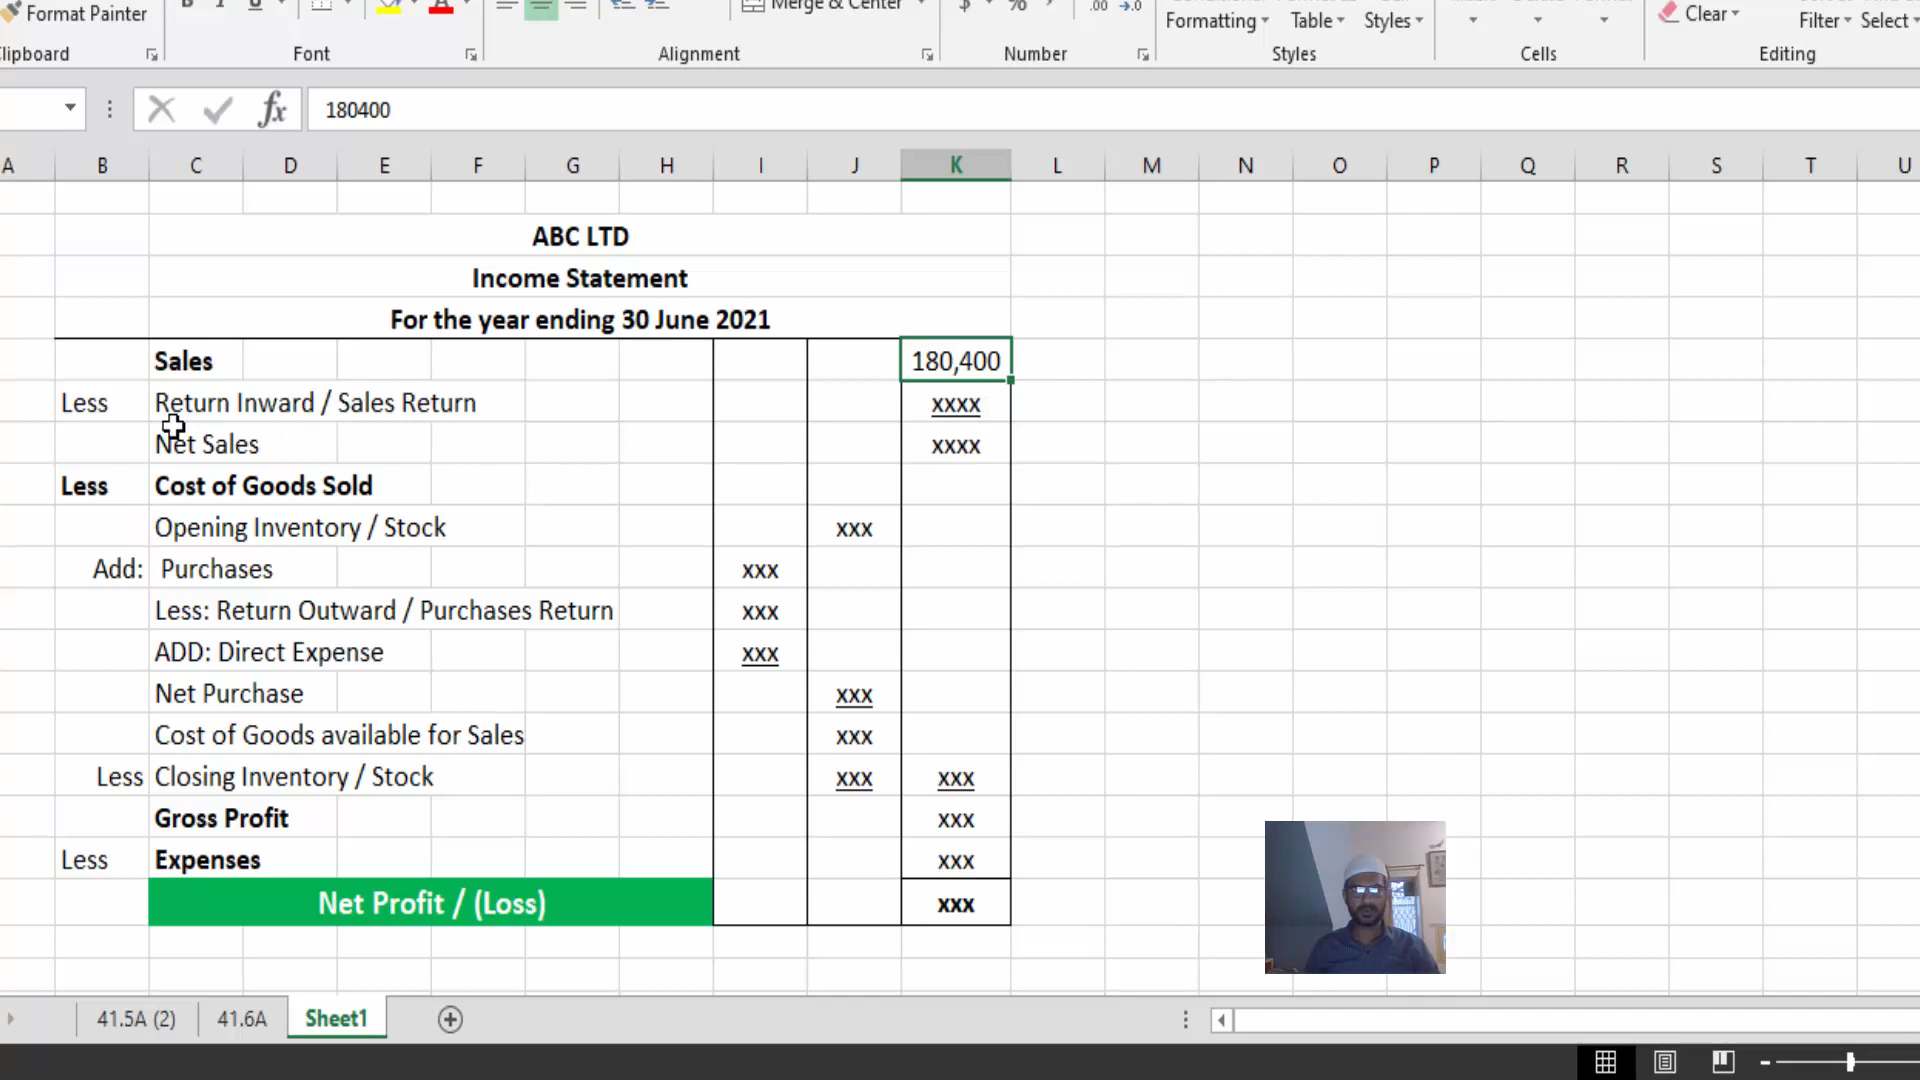 Format Painter
Merge & Center
$ % .00 →.0
Formatting Table Styles
Clear
Filter Select
lipboard Font Alignment Number Styles Cells Editing
fx 180400
A B C D E F G H I J K L M N O P Q R S T U
ABC LTD
Income Statement
For the year ending 30 June 2021
Sales 180,400
Less Return Inward / Sales Return xxxx
Net Sales xxxx
Less Cost of Goods Sold
Opening Inventory / Stock xxx
Add: Purchases xxx
Less: Return Outward / Purchases Return xxx
ADD: Direct Expense xxx
Net Purchase xxx
Cost of Goods available for Sales xxx
Less Closing Inventory / Stock xxx xxx
Gross Profit xxx
Less Expenses xxx
Net Profit / (Loss) xxx
41.5A (2) 41.6A Sheet1